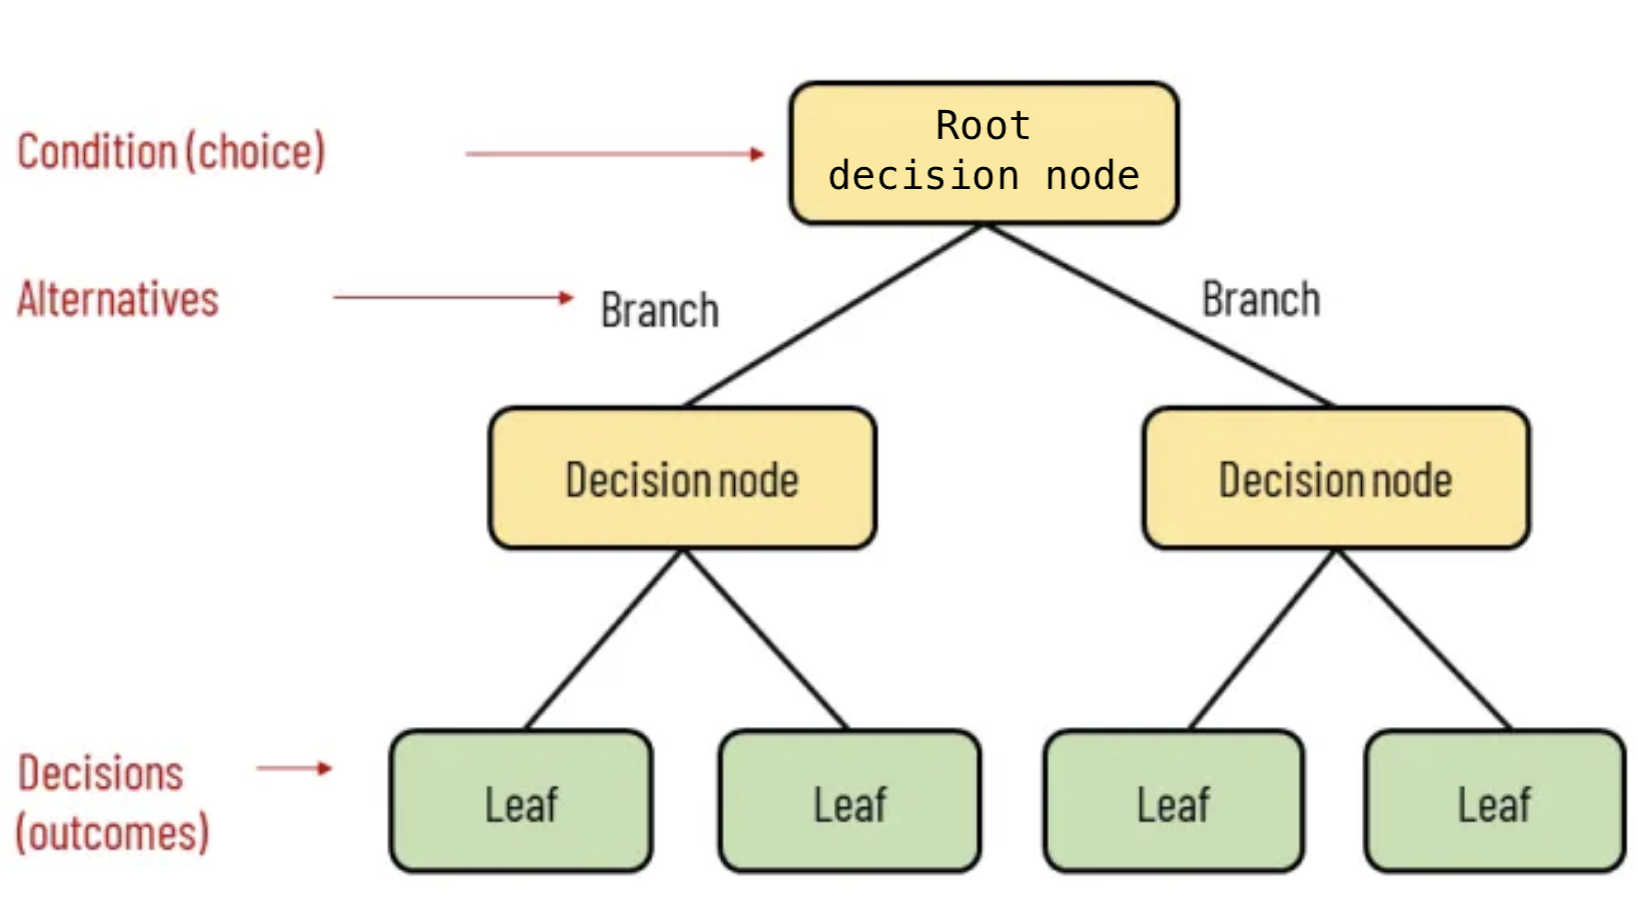 Condition (choice)
Root
decision node
Alternatives
Branch
Branch
Decision node
Decision node
Decisions
(outcomes)
Leaf
Leaf
Leaf
Leaf